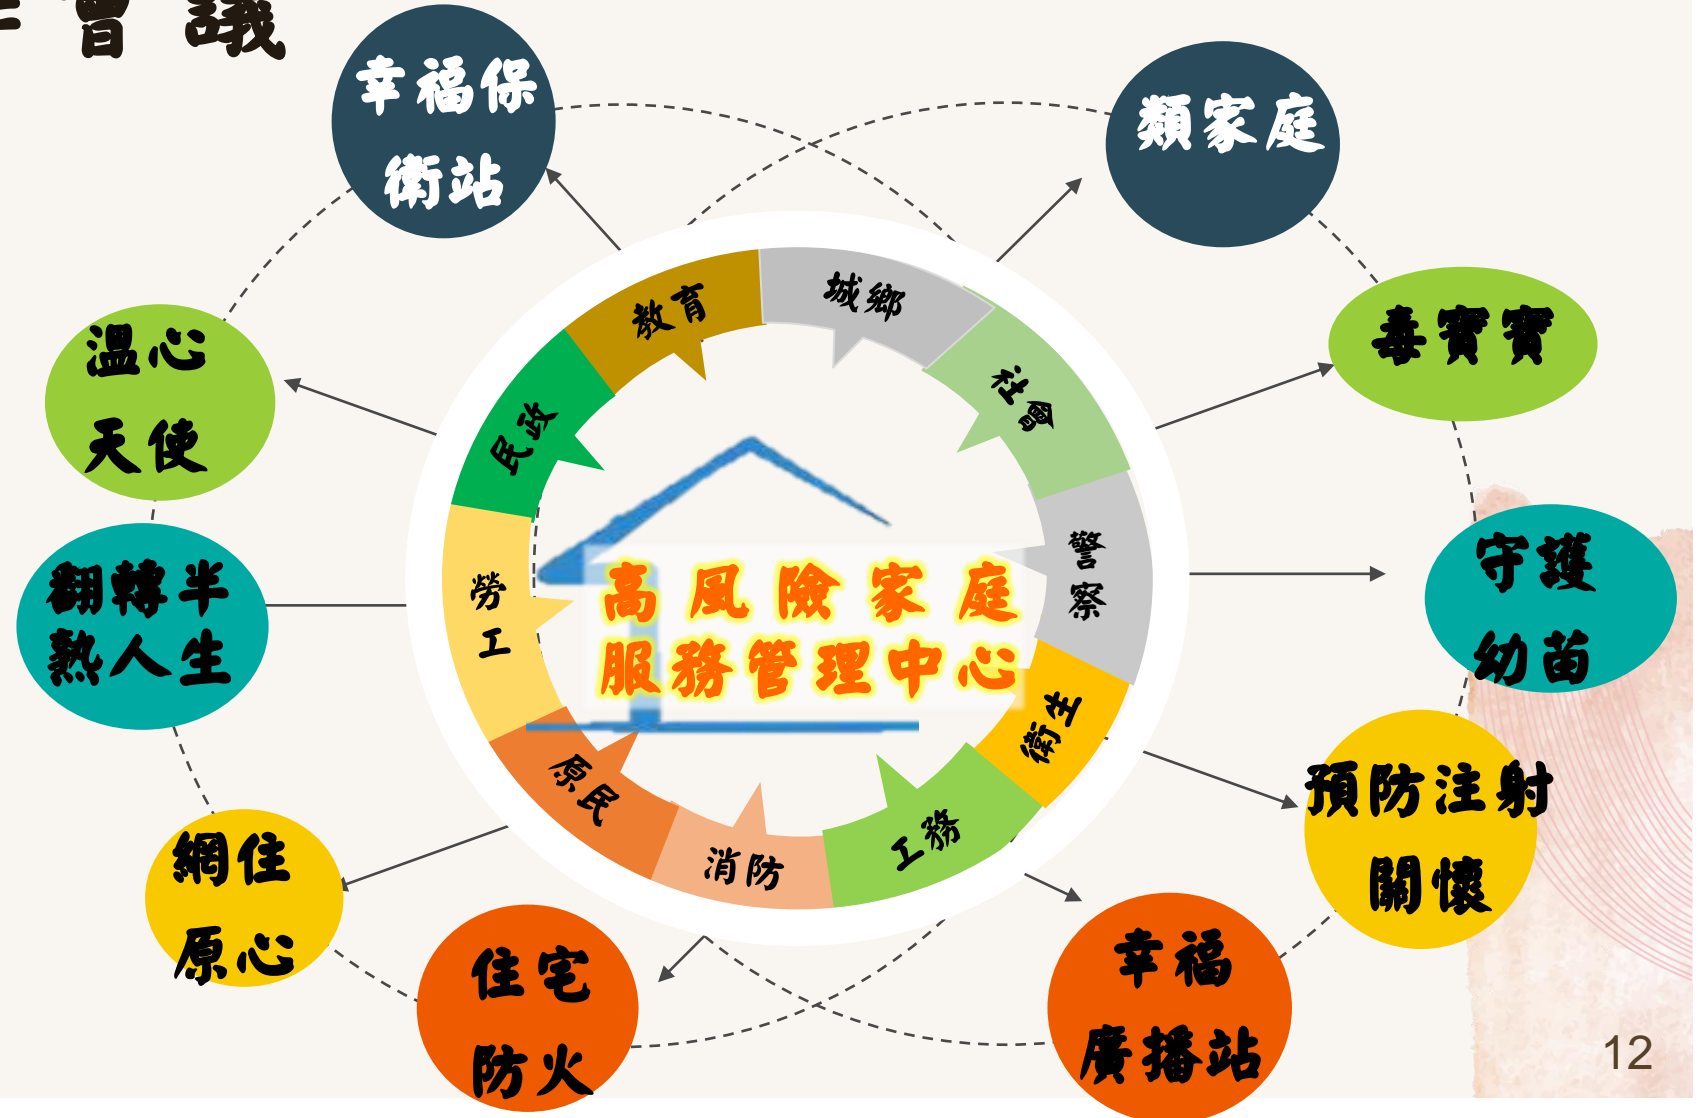 會議
幸福保
衛站
類家庭
溫心
天使
毒寶寶
翻轉半
熟人生
守護
幼苗
網住
原心
預防注射
關懷
住宅
防火
幸福
廣播站
教育
城鄉
社會
民政
警
察
勞
工
衛生
原民
消防
工務
高風險家庭
服務管理中心
12